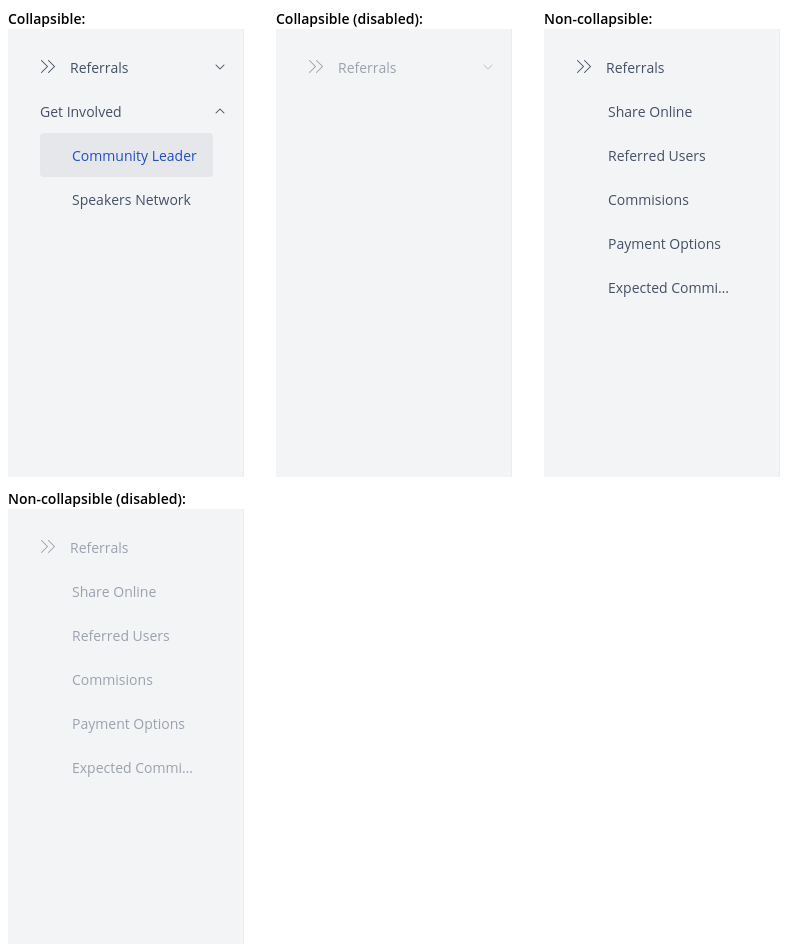 Collapsible:
Referrals
Get Involved
Community Leader
Speakers Network
Collapsible (disabled):
Referrals
Non-collapsible:
Referrals
Share Online
Referred Users
Commisions
Payment Options
Expected Commi...
Non-collapsible (disabled):
Referrals
Share Online
Referred Users
Commisions
Payment Options
Expected Commi...